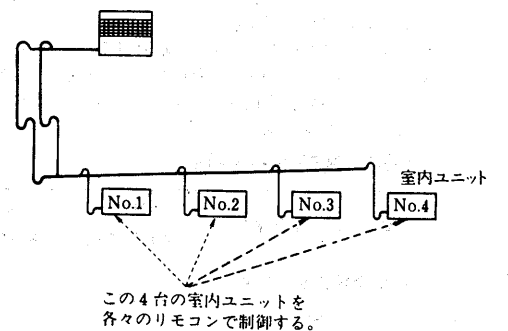 室内ユニット
No.1
No.2
No.3
No.4
この4台の室内ユニットを
各々のリモコンで制御する。